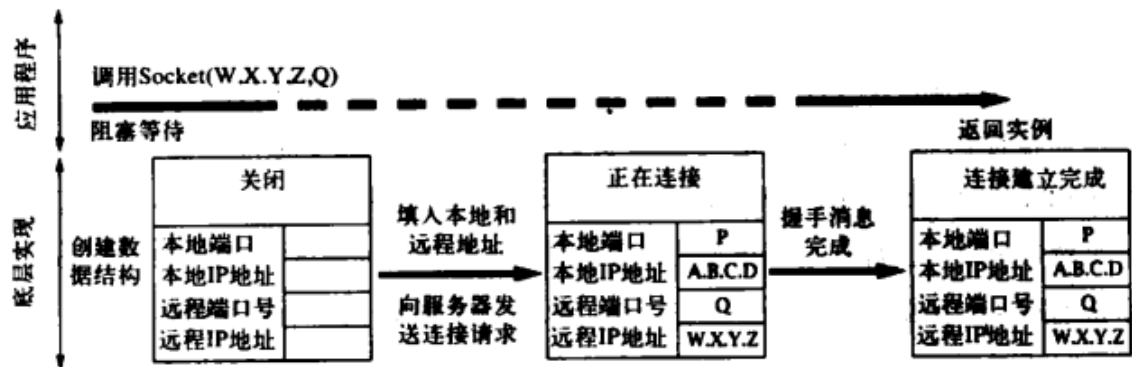 应用程序
调用Socket(W.X.Y.Z,Q)
阻塞等待
返回实例
底层实现
创建数
据结构
关闭
本地端口
本地IP地址
远程端口号
远程IP地址
填入本地和
远程地址
向服务器发
送连接请求
正在连接
本地端口 P
本地IP地址 A.B.C.D
远程端口号 Q
远程IP地址 W.X.Y.Z
握手消息
完成
连接建立完成
本地端口 P
本地IP地址 A.B.C.D
远程端口号 Q
远程IP地址 W.X.Y.Z